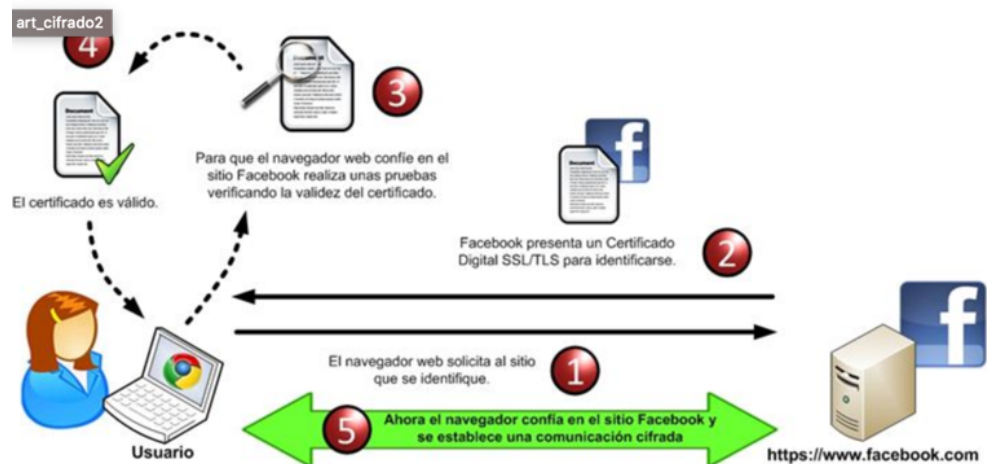 art_cifrado2
4
3
Para que el navegador web confíe en el
sitio Facebook realiza unas pruebas
verificando la validez del certificado.
El certificado es válido.
Document
Document
Document
f
Facebook presenta un Certificado
Digital SSL/TLS para identificarse.
2
El navegador web solicita al sitio
que se identifique.
1
f
5
Ahora el navegador confía en el sitio Facebook y
se establece una comunicación cifrada
Usuario
https://www.facebook.com